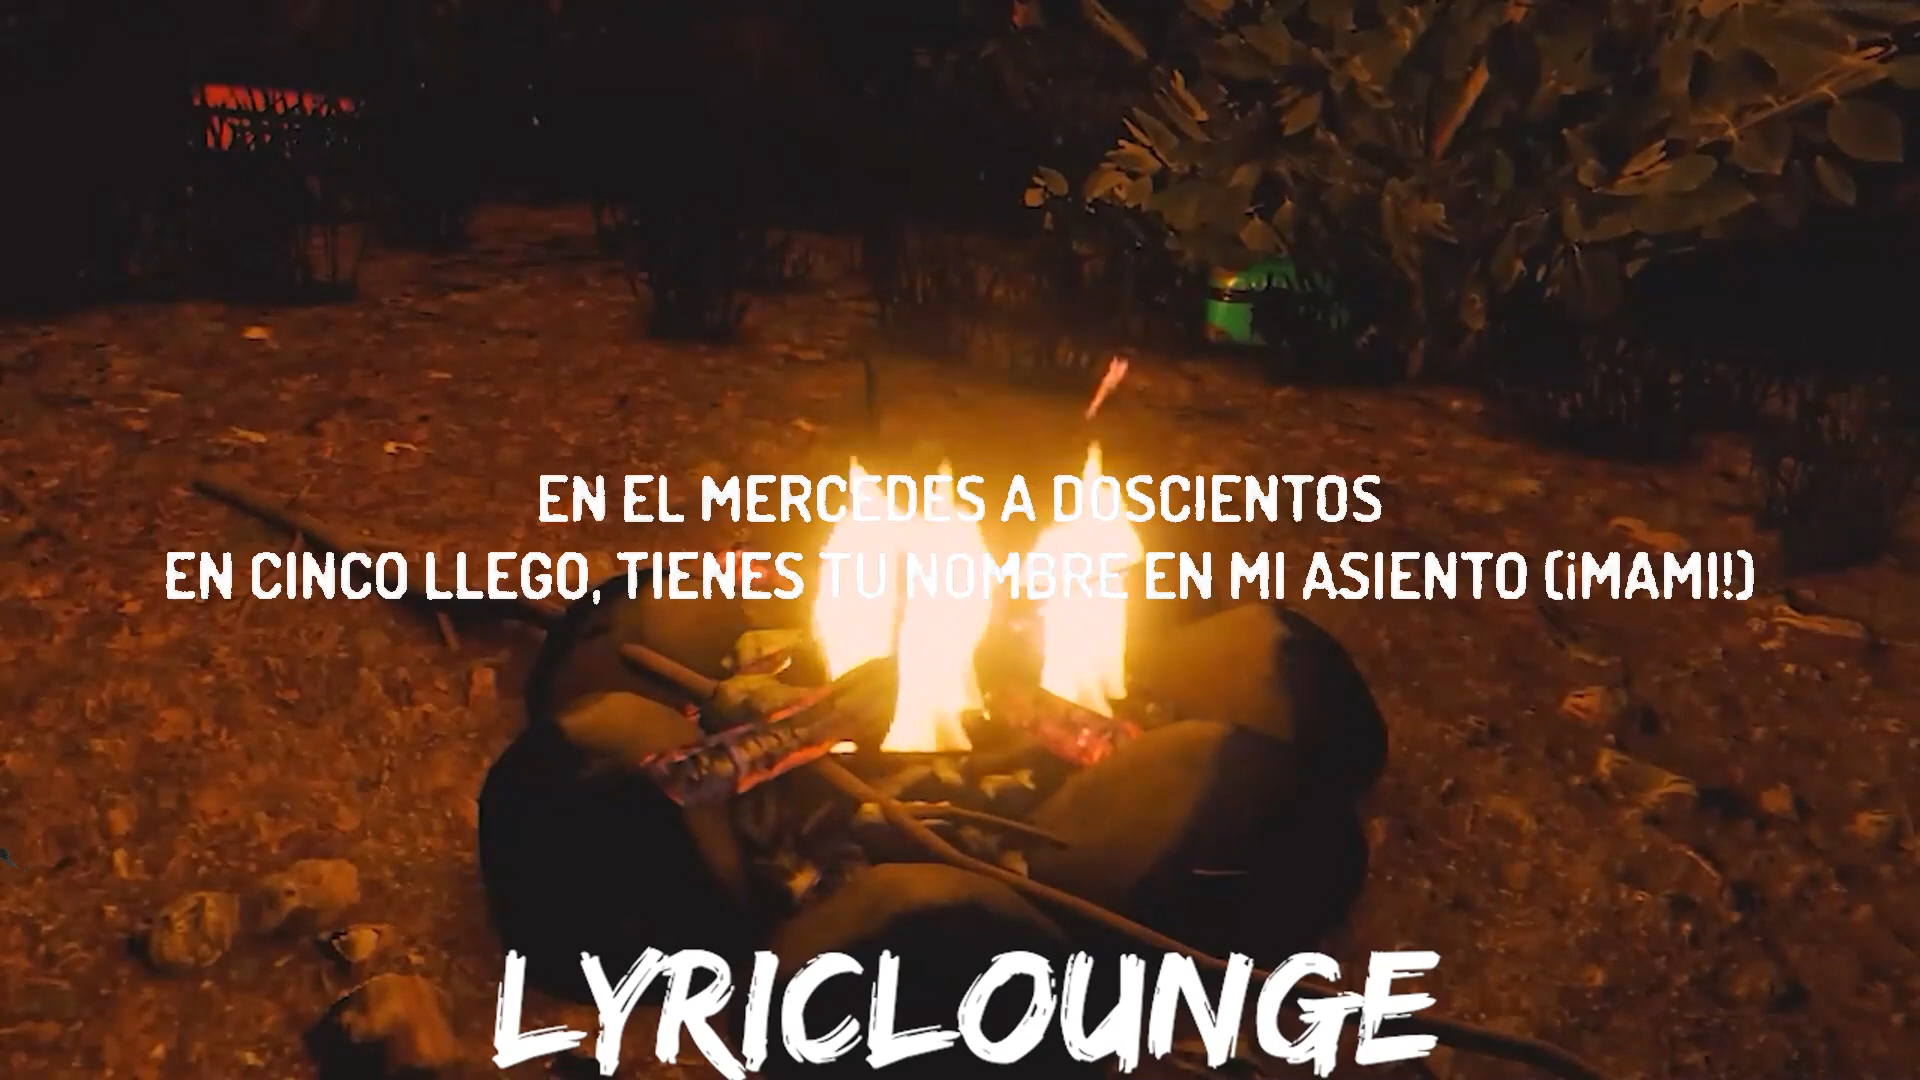 EN EL MERCEDES A DOSCIENTOS
EN CINCO LLEGO, TIENES TU NOMBRE EN MI ASIENTO (¡MAMI!)
LYRICLOUNGE